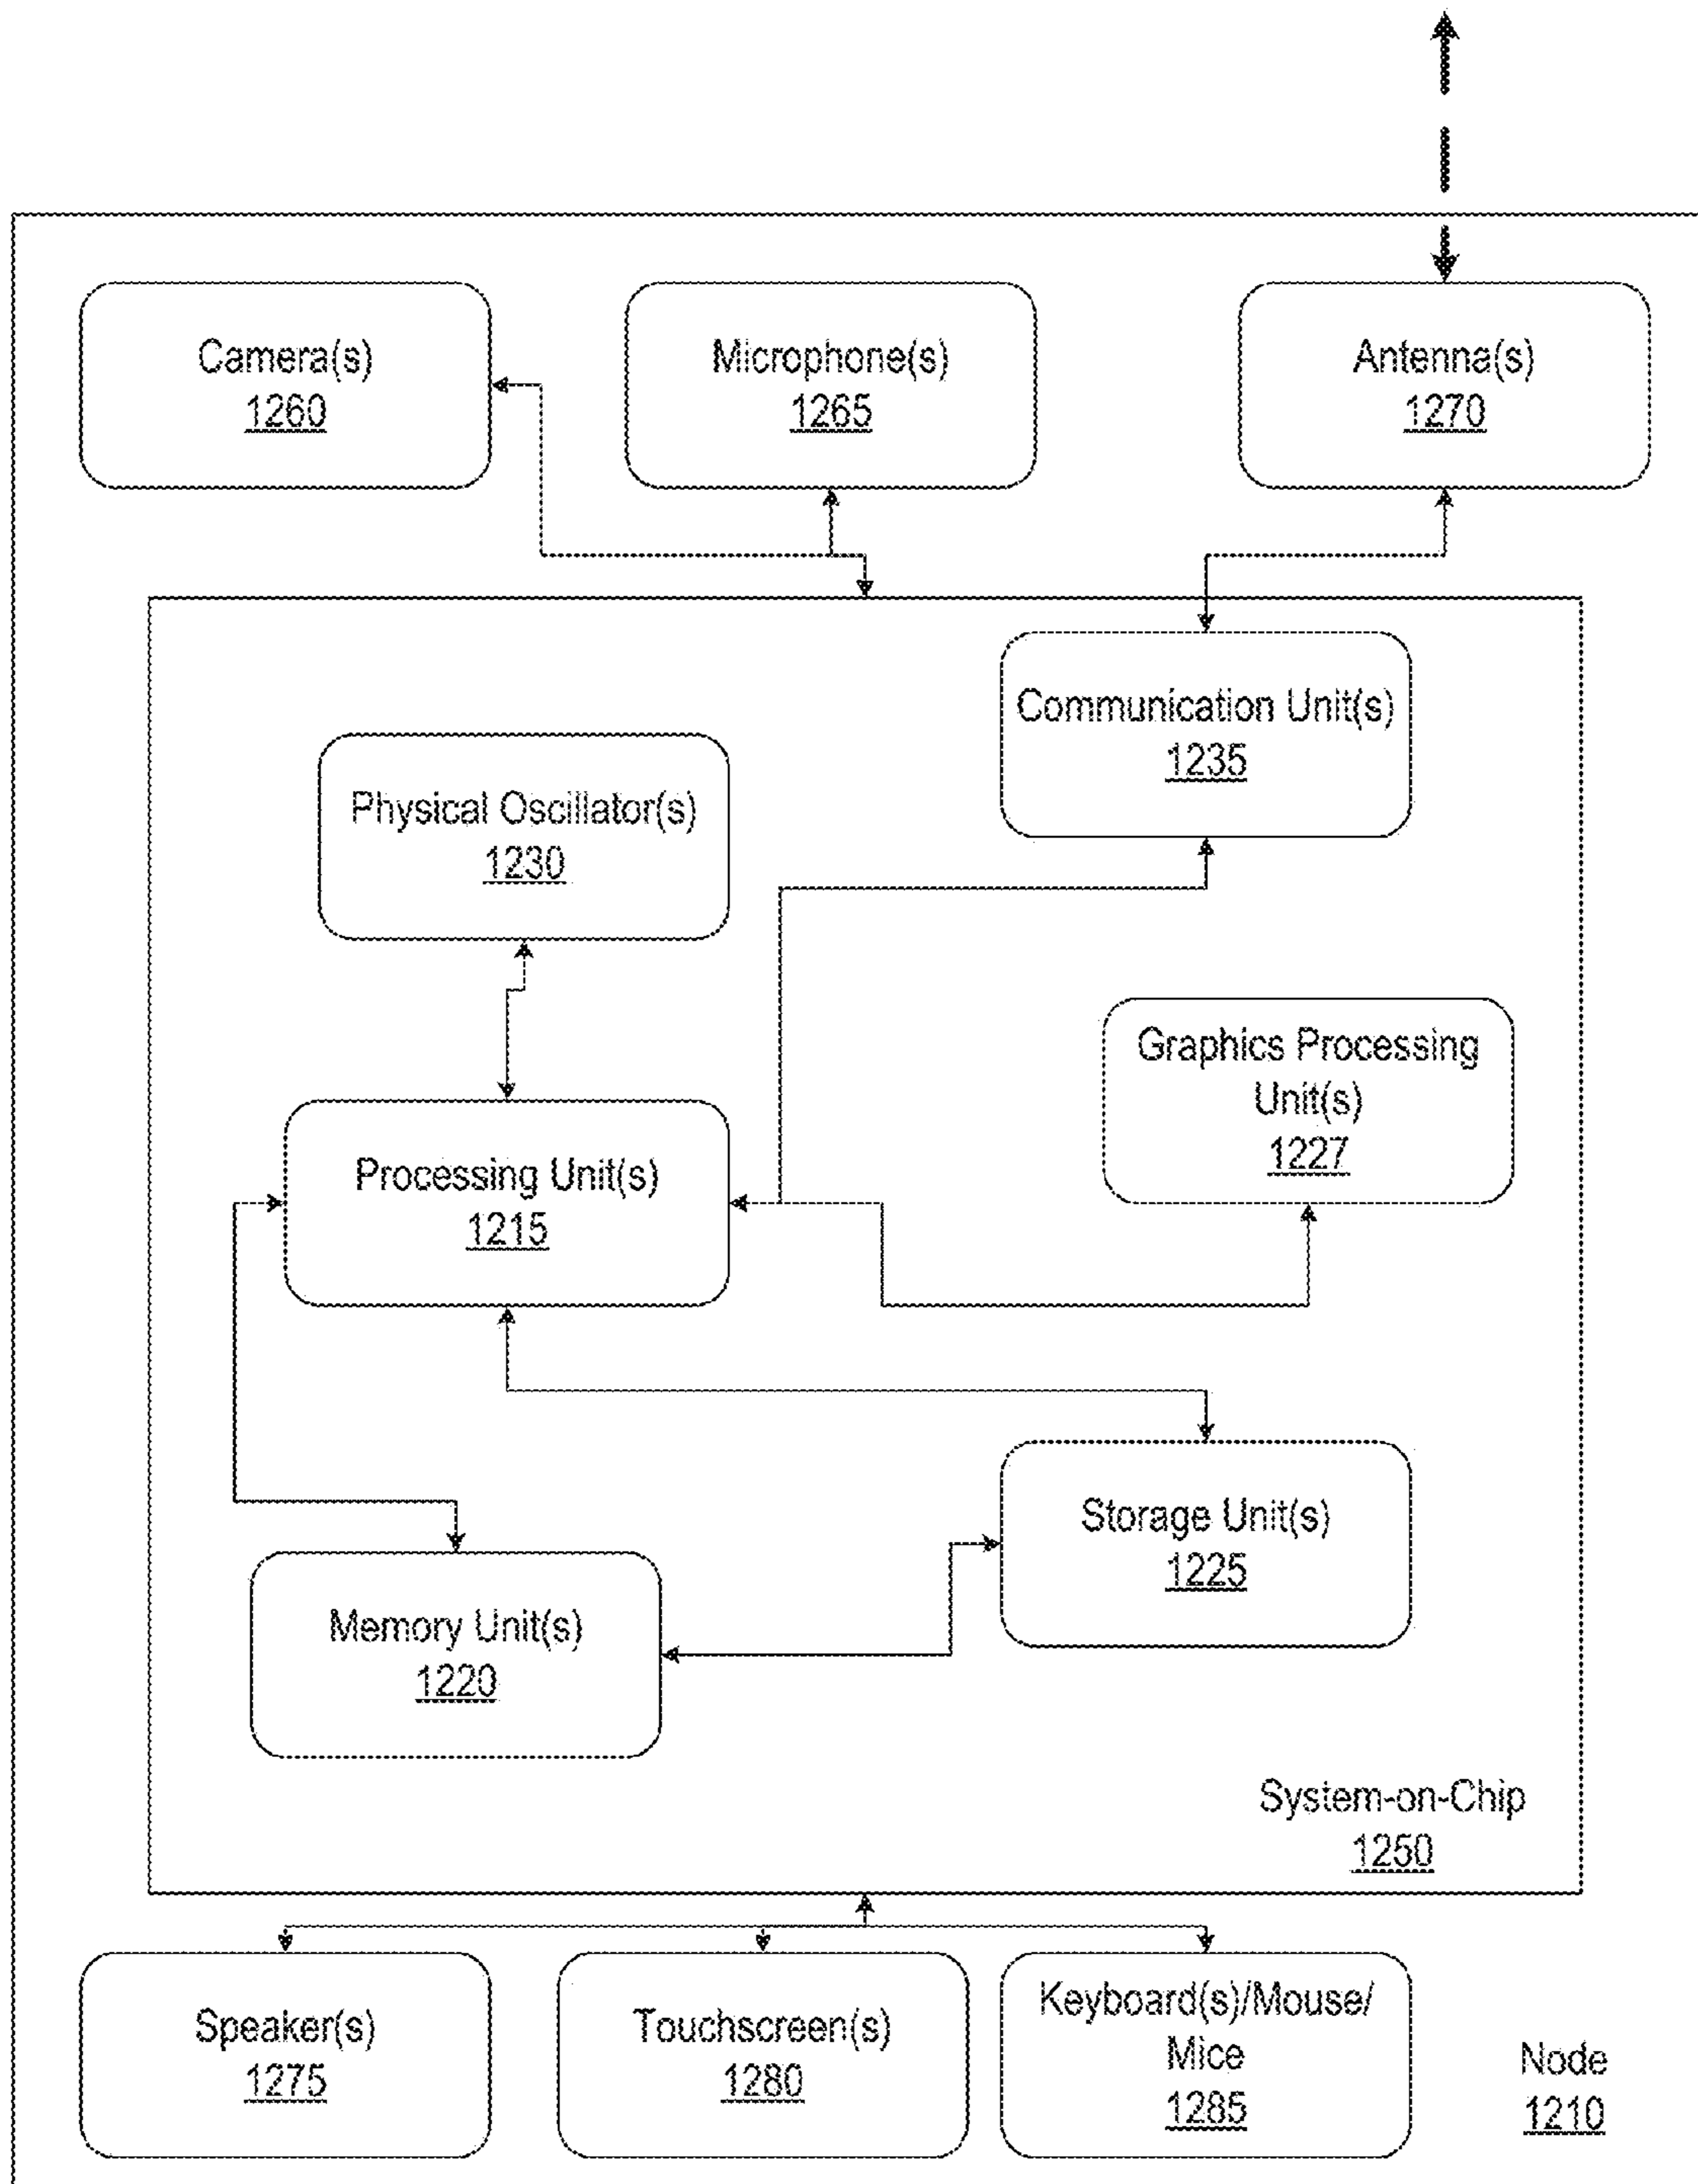 Camera(s)
1260
Microphone(s)
1265
Antenna(s)
1270
Communication Unit(s)
1235
Physical Oscillator(s)
1230
Graphics Processing
Unit(s)
1227
Processing Unit(s)
1215
Storage Unit(s)
1225
Memory Unit(s)
1220
System-on-Chip
1250
Speaker(s)
1275
Touchscreen(s)
1280
Keyboard(s)/Mouse/
Mice
1285
Node
1210